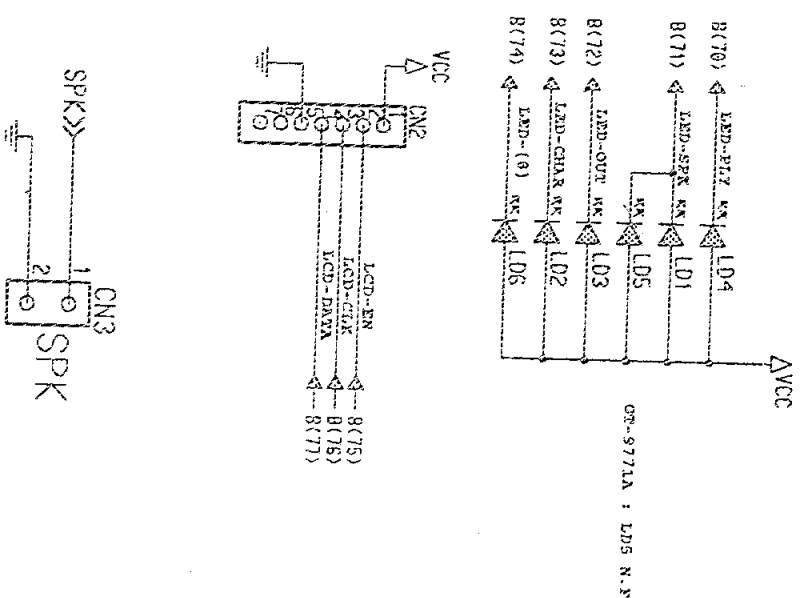 VCC
B(70)
LED-PLY
LD4
B(71)
LED-SPK
LD1
LD5
B(72)
LED-OUT
LD3
B(73)
LED-CHAR
LD2
B(74)
LED-(8)
LD6
GT-9771A : LD5 N.F
VCC
CN2
1
2
3
4
5
6
7
LCD-EN
B(75)
LCD-CLK
B(76)
LCD-DATA
B(77)
SPK>>
1
2
CN3
SPK